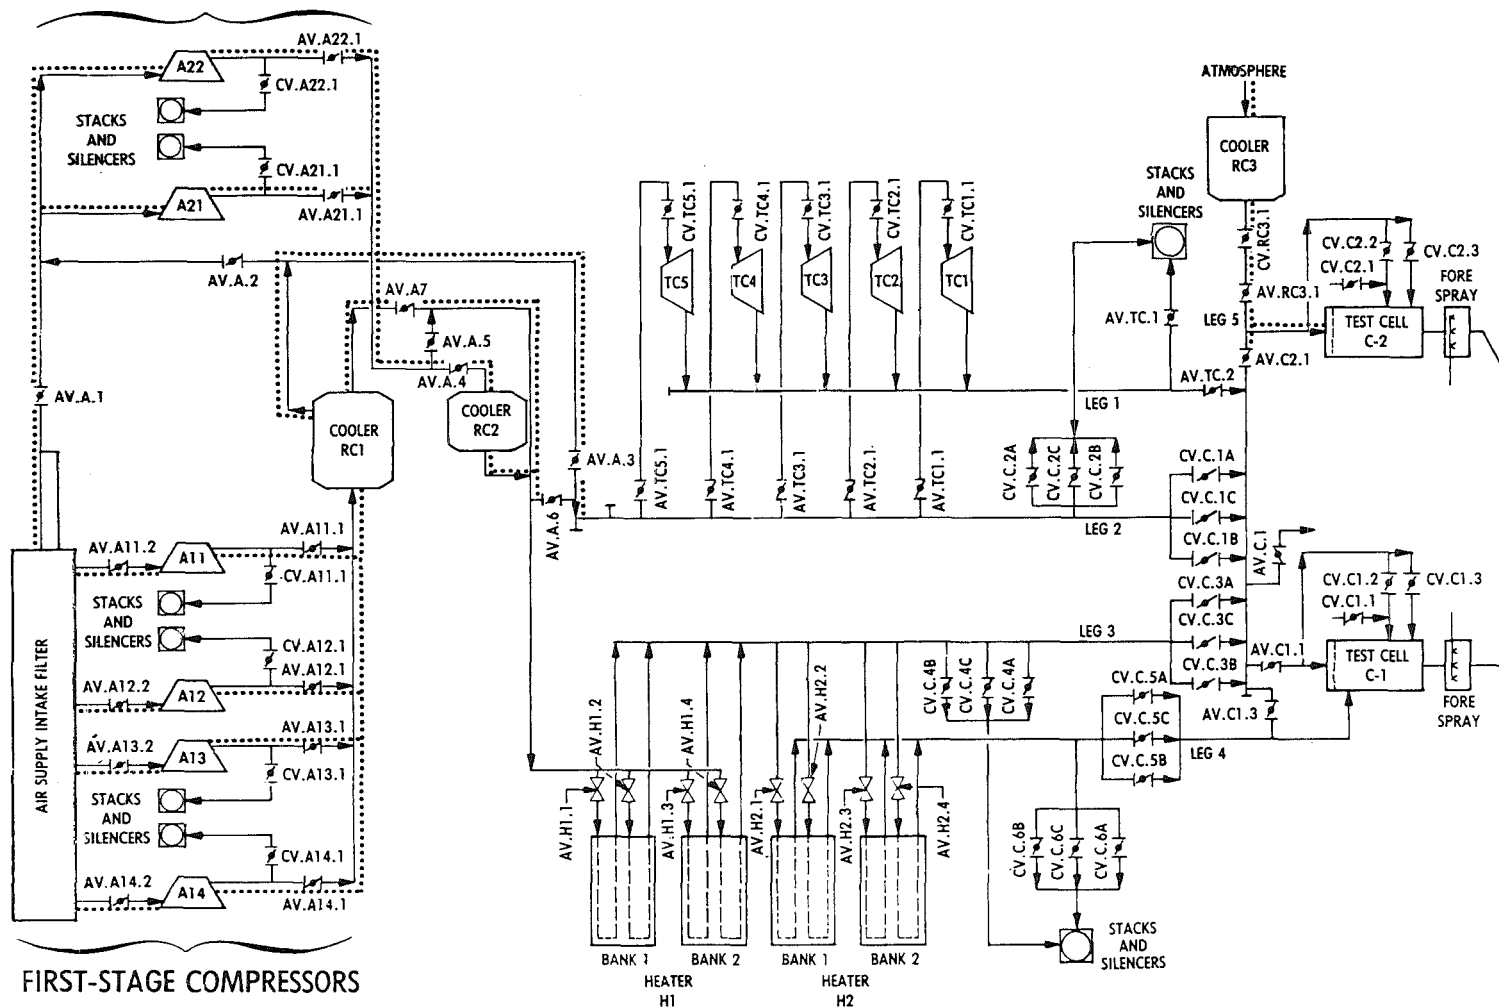 AV.A22.1
A22
CV.A22.1
STACKS
AND
SILENCERS
CV.A21.1
A21
AV.A21.1
AV.A.2
AV.A7
AV.A.5
AV.A.4
AV.A.1
COOLER
RC1
COOLER
RC2
AV.A.3
AV.A.6
AIR SUPPLY INTAKE FILTER
AV.A11.2
A11
AV.A11.1
CV.A11.1
STACKS
AND
SILENCERS
CV.A12.1
AV.A12.1
AV.A12.2
A12
AV.A13.1
AV.A13.2
A13
CV.A13.1
STACKS
AND
SILENCERS
CV.A14.1
AV.A14.2
A14
AV.A14.1
FIRST-STAGE COMPRESSORS
CV.TC5.1
CV.TC4.1
CV.TC3.1
CV.TC2.1
CV.TC1.1
TC5
TC4
TC3
TC2
TC1
AV.TC5.1
AV.TC4.1
AV.TC3.1
AV.TC2.1
AV.TC1.1
ATMOSPHERE
COOLER
RC3
STACKS
AND
SILENCERS
CV.RC3.1
AV.RC3.1
LEG 5
AV.TC.1
AV.C2.1
AV.TC.2
LEG 1
CV.C2.2
CV.C2.3
CV.C2.1
FORE
SPRAY
TEST CELL
C-2
CV.C.2A
CV.C.2C
CV.C.2B
CV.C.1A
CV.C.1C
LEG 2
CV.C.1B
AV.C.1
CV.C.3A
CV.C.3C
LEG 3
CV.C.3B
CV.C1.2
CV.C1.3
CV.C1.1
AV.C1.1
TEST CELL
C-1
FORE
SPRAY
CV.C.4B
CV.C.4C
CV.C.4A
CV.C.5A
CV.C.5C
CV.C.5B
AV.C1.3
LEG 4
AV.H1.2
AV.H1.4
AV.H2.2
AV.H1.1
AV.H1.3
AV.H2.1
AV.H2.3
AV.H2.4
CV.C.6B
CV.C.6C
CV.C.6A
BANK 1
BANK 2
BANK 1
BANK 2
HEATER
H1
HEATER
H2
STACKS
AND
SILENCERS